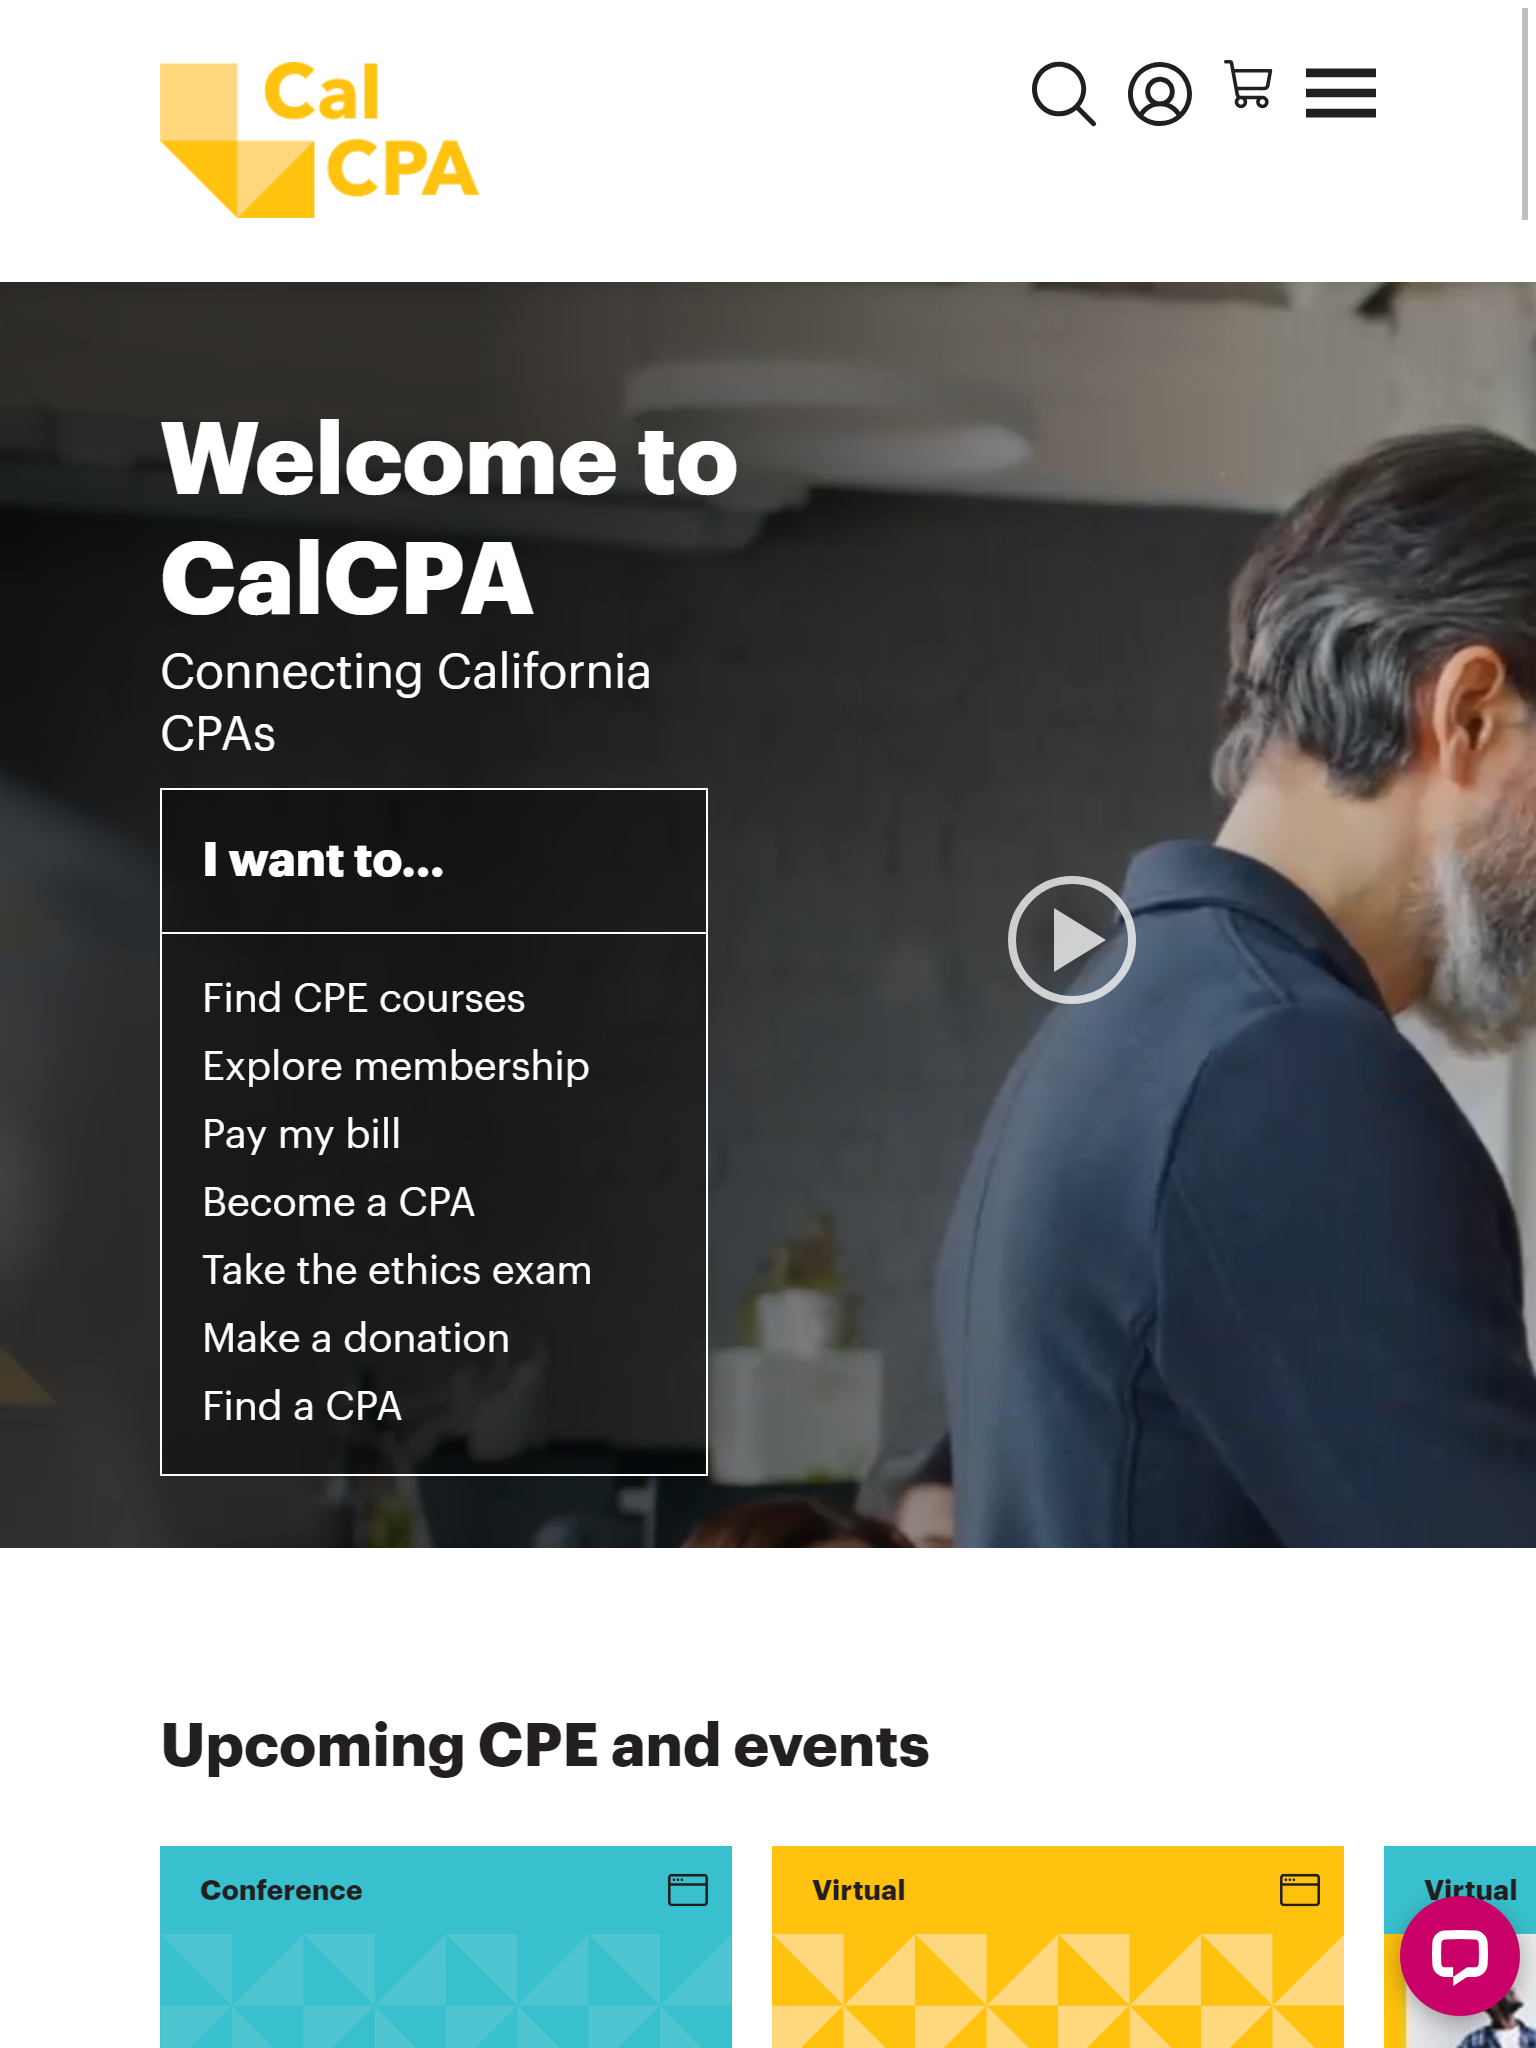 Cal
CPA
Welcome to
CalCPA
Connecting California
CPAs
I want to...
Find CPE courses
Explore membership
Pay my bill
Become a CPA
Take the ethics exam
Make a donation
Find a CPA
Upcoming CPE and events
Conference
Virtual
Virtual